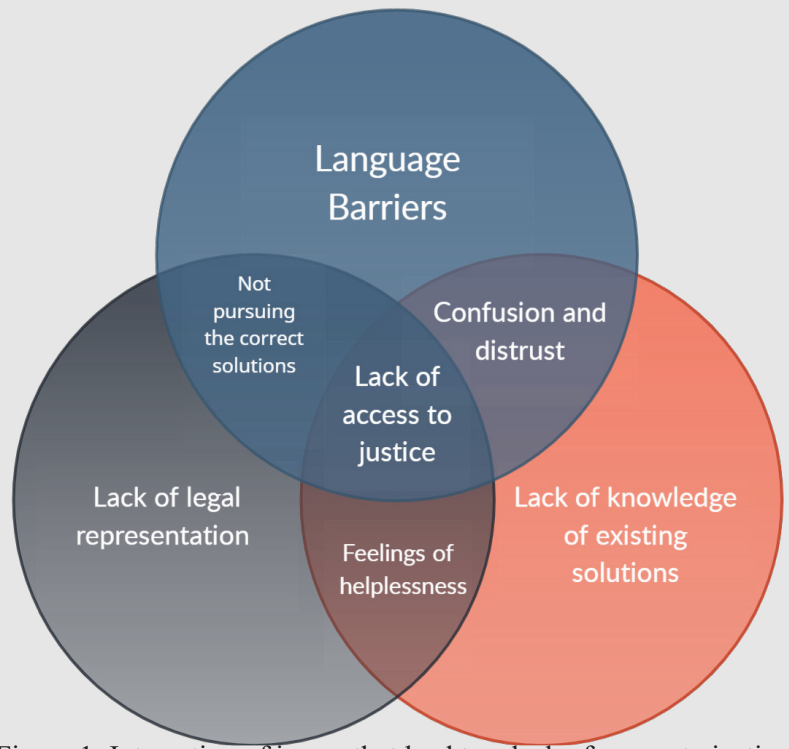 Language
Barriers
Not
pursuing
the correct
solutions
Confusion and
distrust
Lack of
access to
justice
Lack of legal
representation
Lack of knowledge
of existing
solutions
Feelings of
helplessness